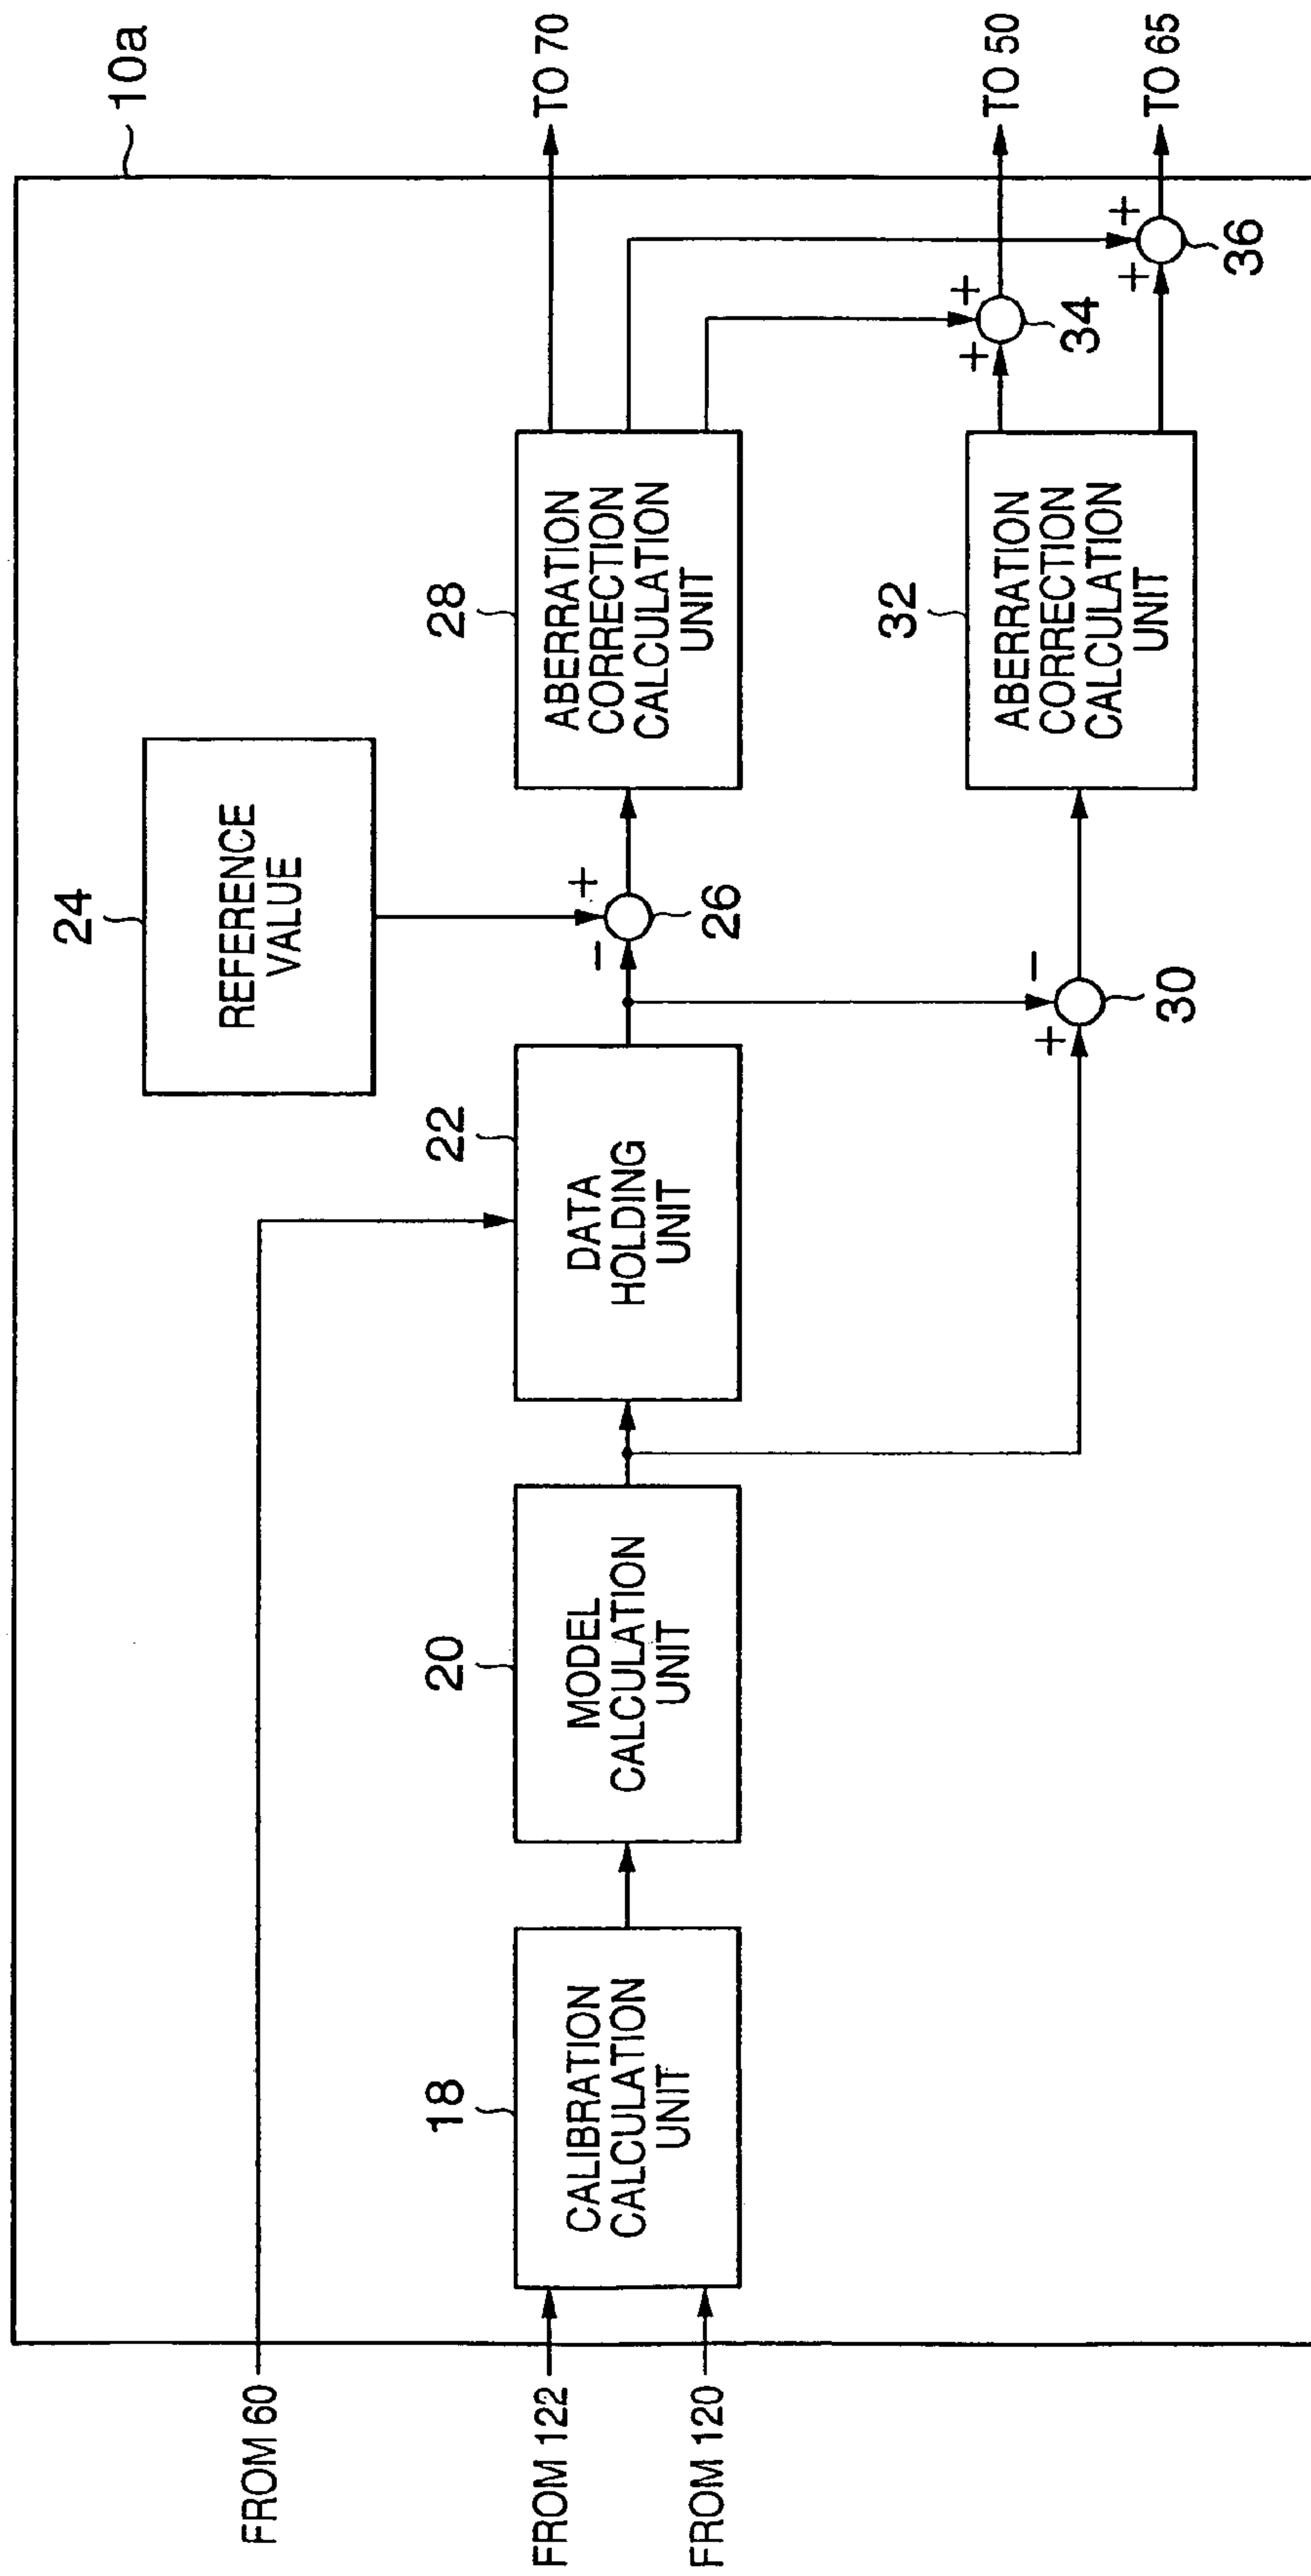 10a
24
REFERENCE
VALUE
FROM 60
FROM 122
FROM 120
18
CALIBRATION
CALCULATION
UNIT
20
MODEL
CALCULATION
UNIT
22
DATA
HOLDING
UNIT
−
+
26
28
ABERRATION
CORRECTION
CALCULATION
UNIT
TO 70
+
−
30
32
ABERRATION
CORRECTION
CALCULATION
UNIT
+
+
34
TO 50
+
+
36
TO 65